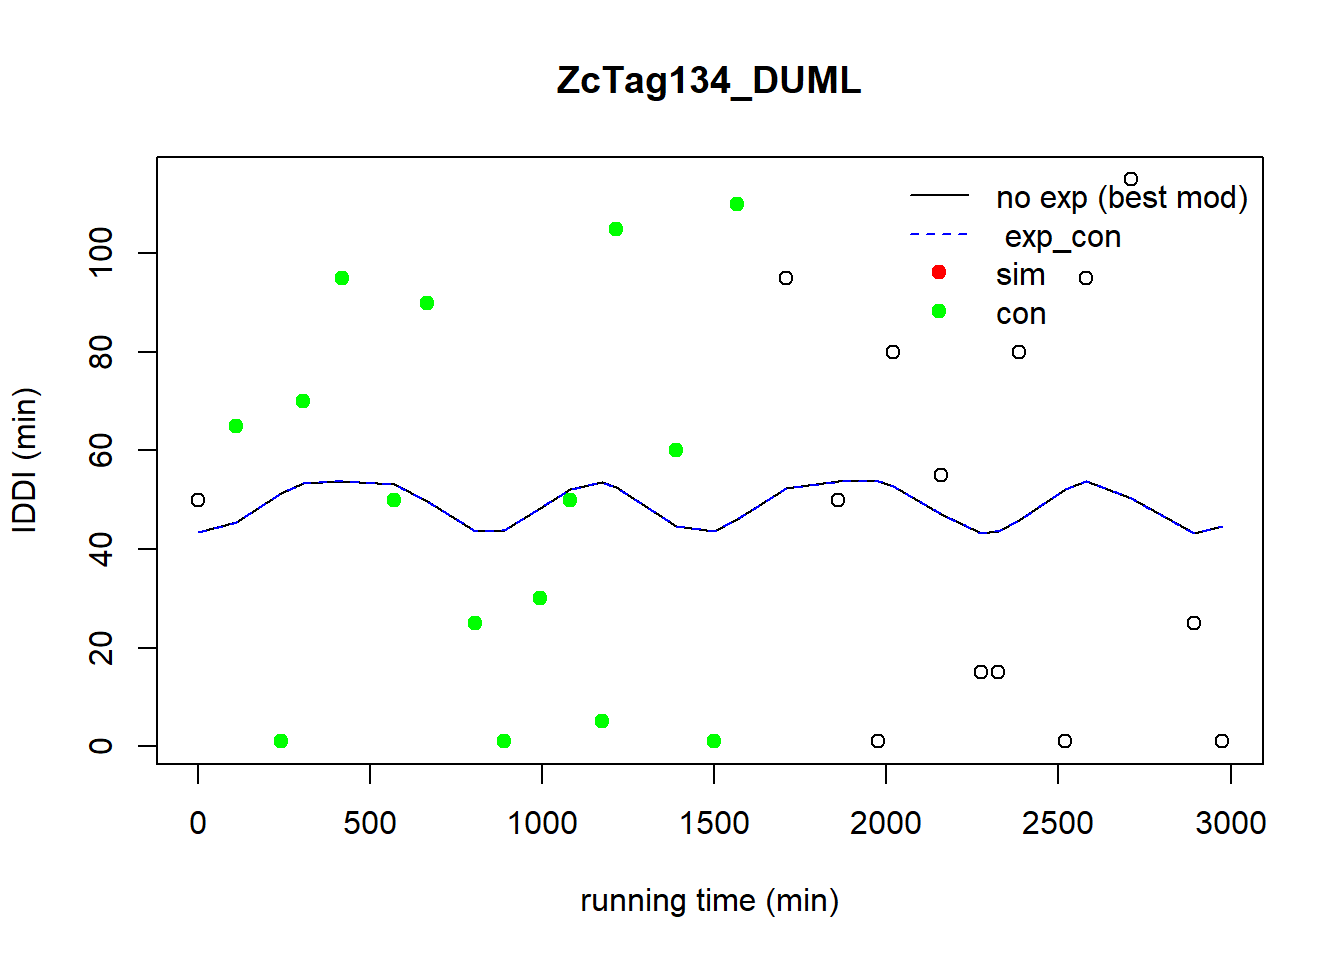 ZcTag134_DUML
IDDI (min)
100
80
60
40
20
0
no exp (best mod)
exp_con
sim
con
0 500 1000 1500 2000 2500 3000
running time (min)